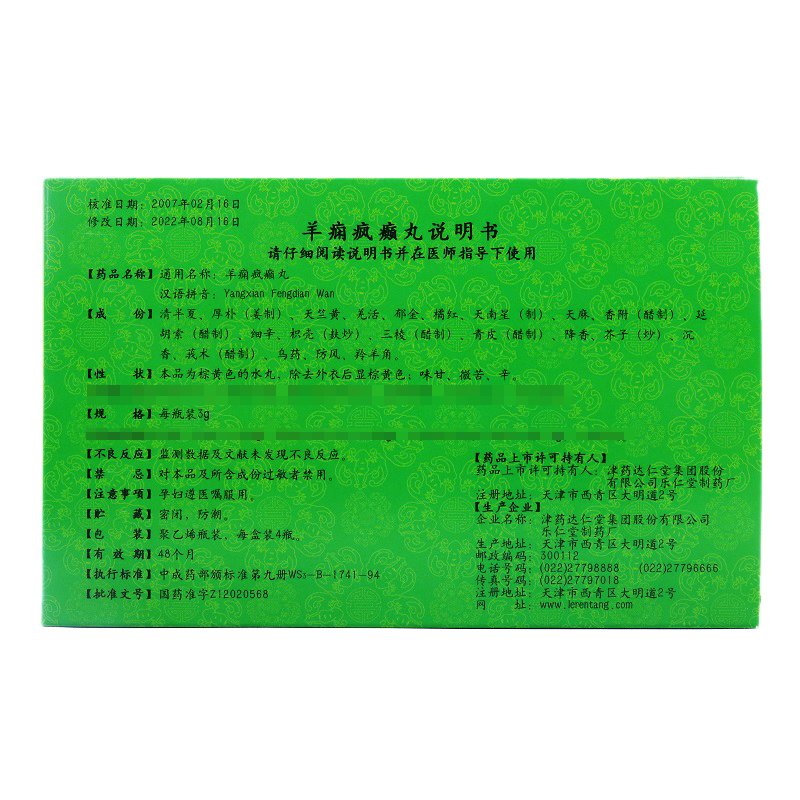 核准日期：2007年02月16日
修改日期：2022年08月16日
羊痫疯癫丸说明书
请仔细阅读说明书并在医师指导下使用
【药品名称】通用名称：羊痫疯癫丸
汉语拼音：Yangxian Fengdian Wan
【成　　份】清半夏、厚朴（姜制）、天竺黄、羌活、郁金、橘红、天南星（制）、天麻、香附（醋制）、延
胡索（醋制）、细辛、枳壳（麸炒）、三棱（醋制）、青皮（醋制）、降香、芥子（炒）、沉
香、莪术（醋制）、乌药、防风、羚羊角。
【性　　状】本品为棕黄色的水丸，除去外衣后显棕黄色；味甘、微苦、辛。
【规　　格】每瓶装3g
【不良反应】监测数据及文献未发现不良反应。
【禁　　忌】对本品及所含成份过敏者禁用。
【注意事项】孕妇遵医嘱服用。
【贮　　藏】密闭，防潮。
【包　　装】聚乙烯瓶装，每盒装4瓶。
【有 效 期】48个月
【执行标准】中成药部颁标准第九册WS₃-B-1741-94
【批准文号】国药准字Z12020568
【药品上市许可持有人】
药品上市许可持有人：津药达仁堂集团股份
有限公司乐仁堂制药厂
注册地址：天津市西青区大明道2号
【生产企业】
企业名称：津药达仁堂集团股份有限公司
乐仁堂制药厂
生产地址：天津市西青区大明道2号
邮政编码：300112
电话号码：(022)27798888　(022)27796666
传真号码：(022)27797018
注册地址：天津市西青区大明道2号
网　　址：www.lerentang.com